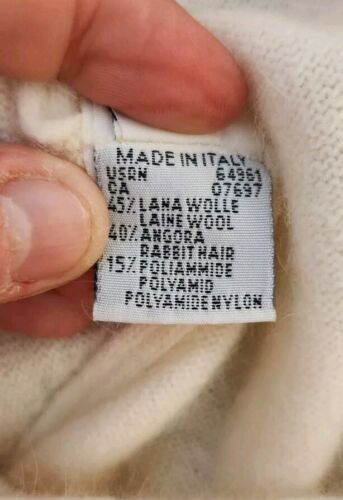 MADE IN ITALY
USRN 64961
CA 07697
45% LANA WOLLE
LAINE WOOL
40% ANGORA
RABBIT HAIR
15% POLIAMMIDE
POLYAMID
POLYAMIDE NYLON